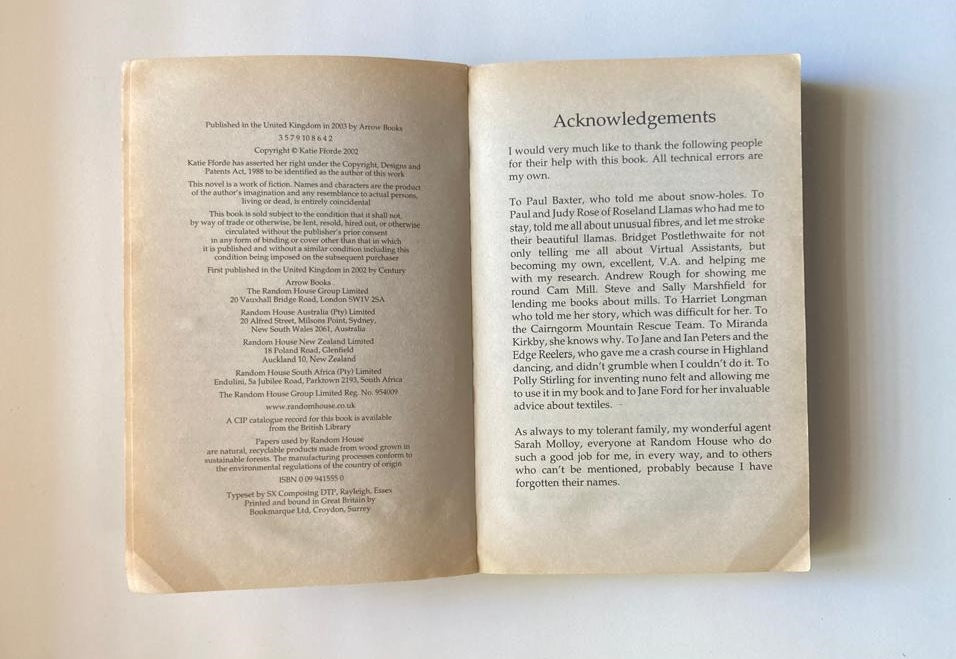 Published in the United Kingdom in 2003 by Arrow Books
3 5 7 9 10 8 6 4 2
Copyright © Katie Fforde 2002
Katie Fforde has asserted her right under the Copyright, Designs and
Patents Act, 1988 to be identified as the author of this work
This novel is a work of fiction. Names and characters are the product
of the author's imagination and any resemblance to actual persons,
living or dead, is entirely coincidental
This book is sold subject to the condition that it shall not,
by way of trade or otherwise, be lent, resold, hired out, or otherwise
circulated without the publisher's prior consent
in any form of binding or cover other than that in which
it is published and without a similar condition including this
condition being imposed on the subsequent purchaser
First published in the United Kingdom in 2002 by Century
Arrow Books
The Random House Group Limited
20 Vauxhall Bridge Road, London SW1V 2SA
Random House Australia (Pty) Limited
20 Alfred Street, Milsons Point, Sydney,
New South Wales 2061, Australia
Random House New Zealand Limited
18 Poland Road, Glenfield
Auckland 10, New Zealand
Random House South Africa (Pty) Limited
Endulini, 5a Jubilee Road, Parktown 2193, South Africa
The Random House Group Limited Reg. No. 954009
www.randomhouse.co.uk
A CIP catalogue record for this book is available
from the British Library
Papers used by Random House
are natural, recyclable products made from wood grown in
sustainable forests. The manufacturing processes conform to
the environmental regulations of the country of origin
ISBN 0 09 941555 0
Typeset by SX Composing DTP, Rayleigh, Essex
Printed and bound in Great Britain by
Bookmarque Ltd, Croydon, Surrey
Acknowledgements
I would very much like to thank the following people
for their help with this book. All technical errors are
my own.
To Paul Baxter, who told me about snow-holes. To
Paul and Judy Rose of Roseland Llamas who had me to
stay, told me all about unusual fibres, and let me stroke
their beautiful llamas. Bridget Postlethwaite for not
only telling me all about Virtual Assistants, but
becoming my own, excellent, V.A. and helping me
with my research. Andrew Rough for showing me
round Cam Mill. Steve and Sally Marshfield for
lending me books about mills. To Harriet Longman
who told me her story, which was difficult for her. To
the Cairngorm Mountain Rescue Team. To Miranda
Kirkby, she knows why. To Jane and Ian Peters and the
Edge Reelers, who gave me a crash course in Highland
dancing, and didn't grumble when I couldn't do it. To
Polly Stirling for inventing nuno felt and allowing me
to use it in my book and to Jane Ford for her invaluable
advice about textiles.
As always to my tolerant family, my wonderful agent
Sarah Molloy, everyone at Random House who do
such a good job for me, in every way, and to others
who can't be mentioned, probably because I have
forgotten their names.